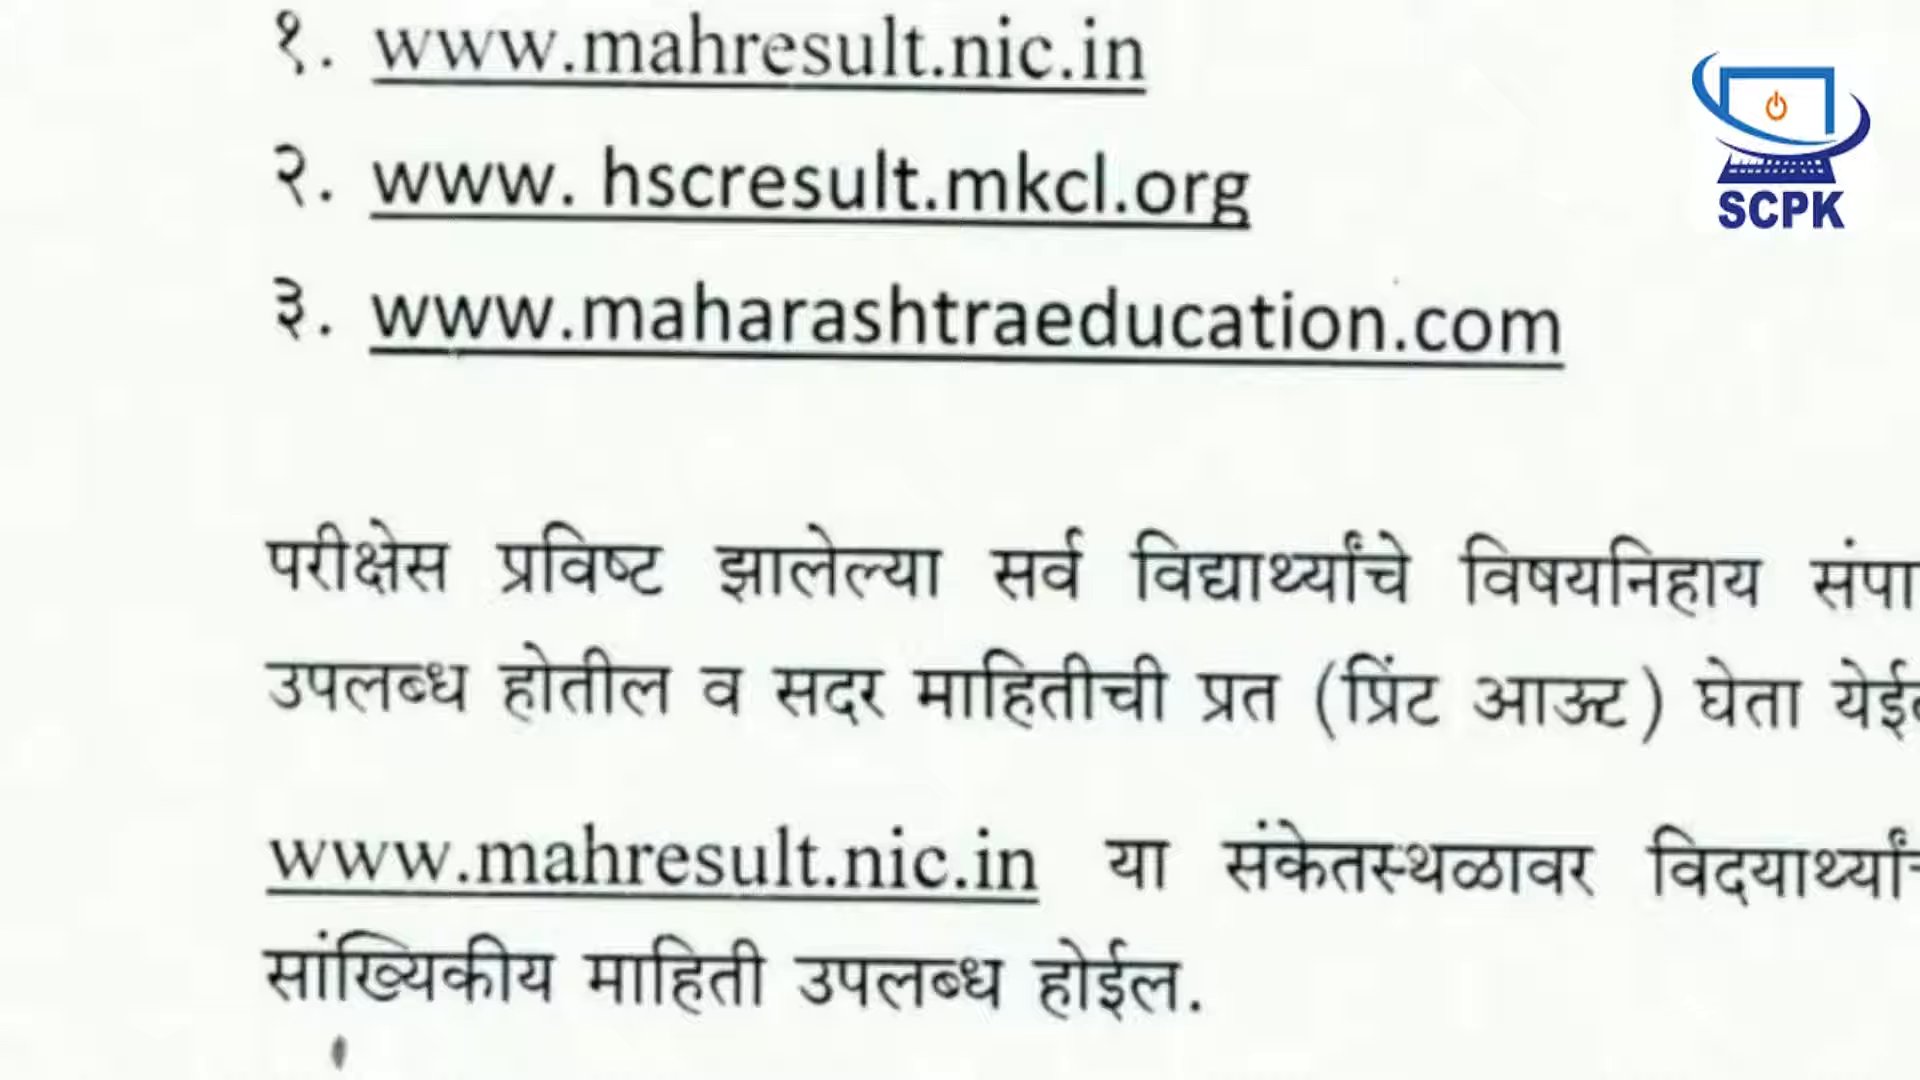 १. www.mahresult.nic.in
२. www. hscresult.mkcl.org
३. www.maharashtraeducation.com
SCPK
परीक्षेस प्रविष्ट झालेल्या सर्व विद्यार्थ्यांचे विषयनिहाय
उपलब्ध होतील व सदर माहितीची प्रत (प्रिंट आऊट) घेता
www.mahresult.nic.in या संकेतस्थळावर
सांख्यिकीय माहिती उपलब्ध होईल.